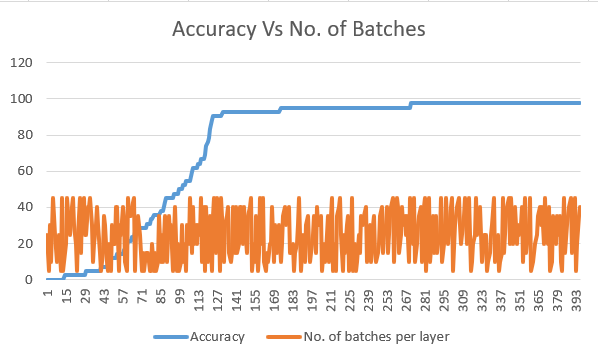 Accuracy Vs No. of Batches
120
100
80
60
40
20
0
1 15 29 43 57 71 85 99 113 127 141 155 169 183 197 211 225 239 253 267 281 295 309 323 337 351 365 379 393
Accuracy No. of batches per layer